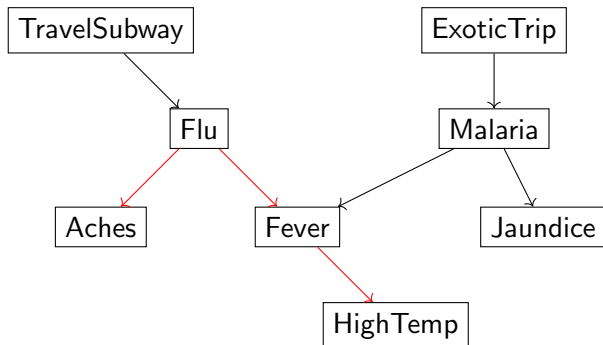 TravelSubway
ExoticTrip
Flu
Malaria
Aches
Fever
Jaundice
HighTemp